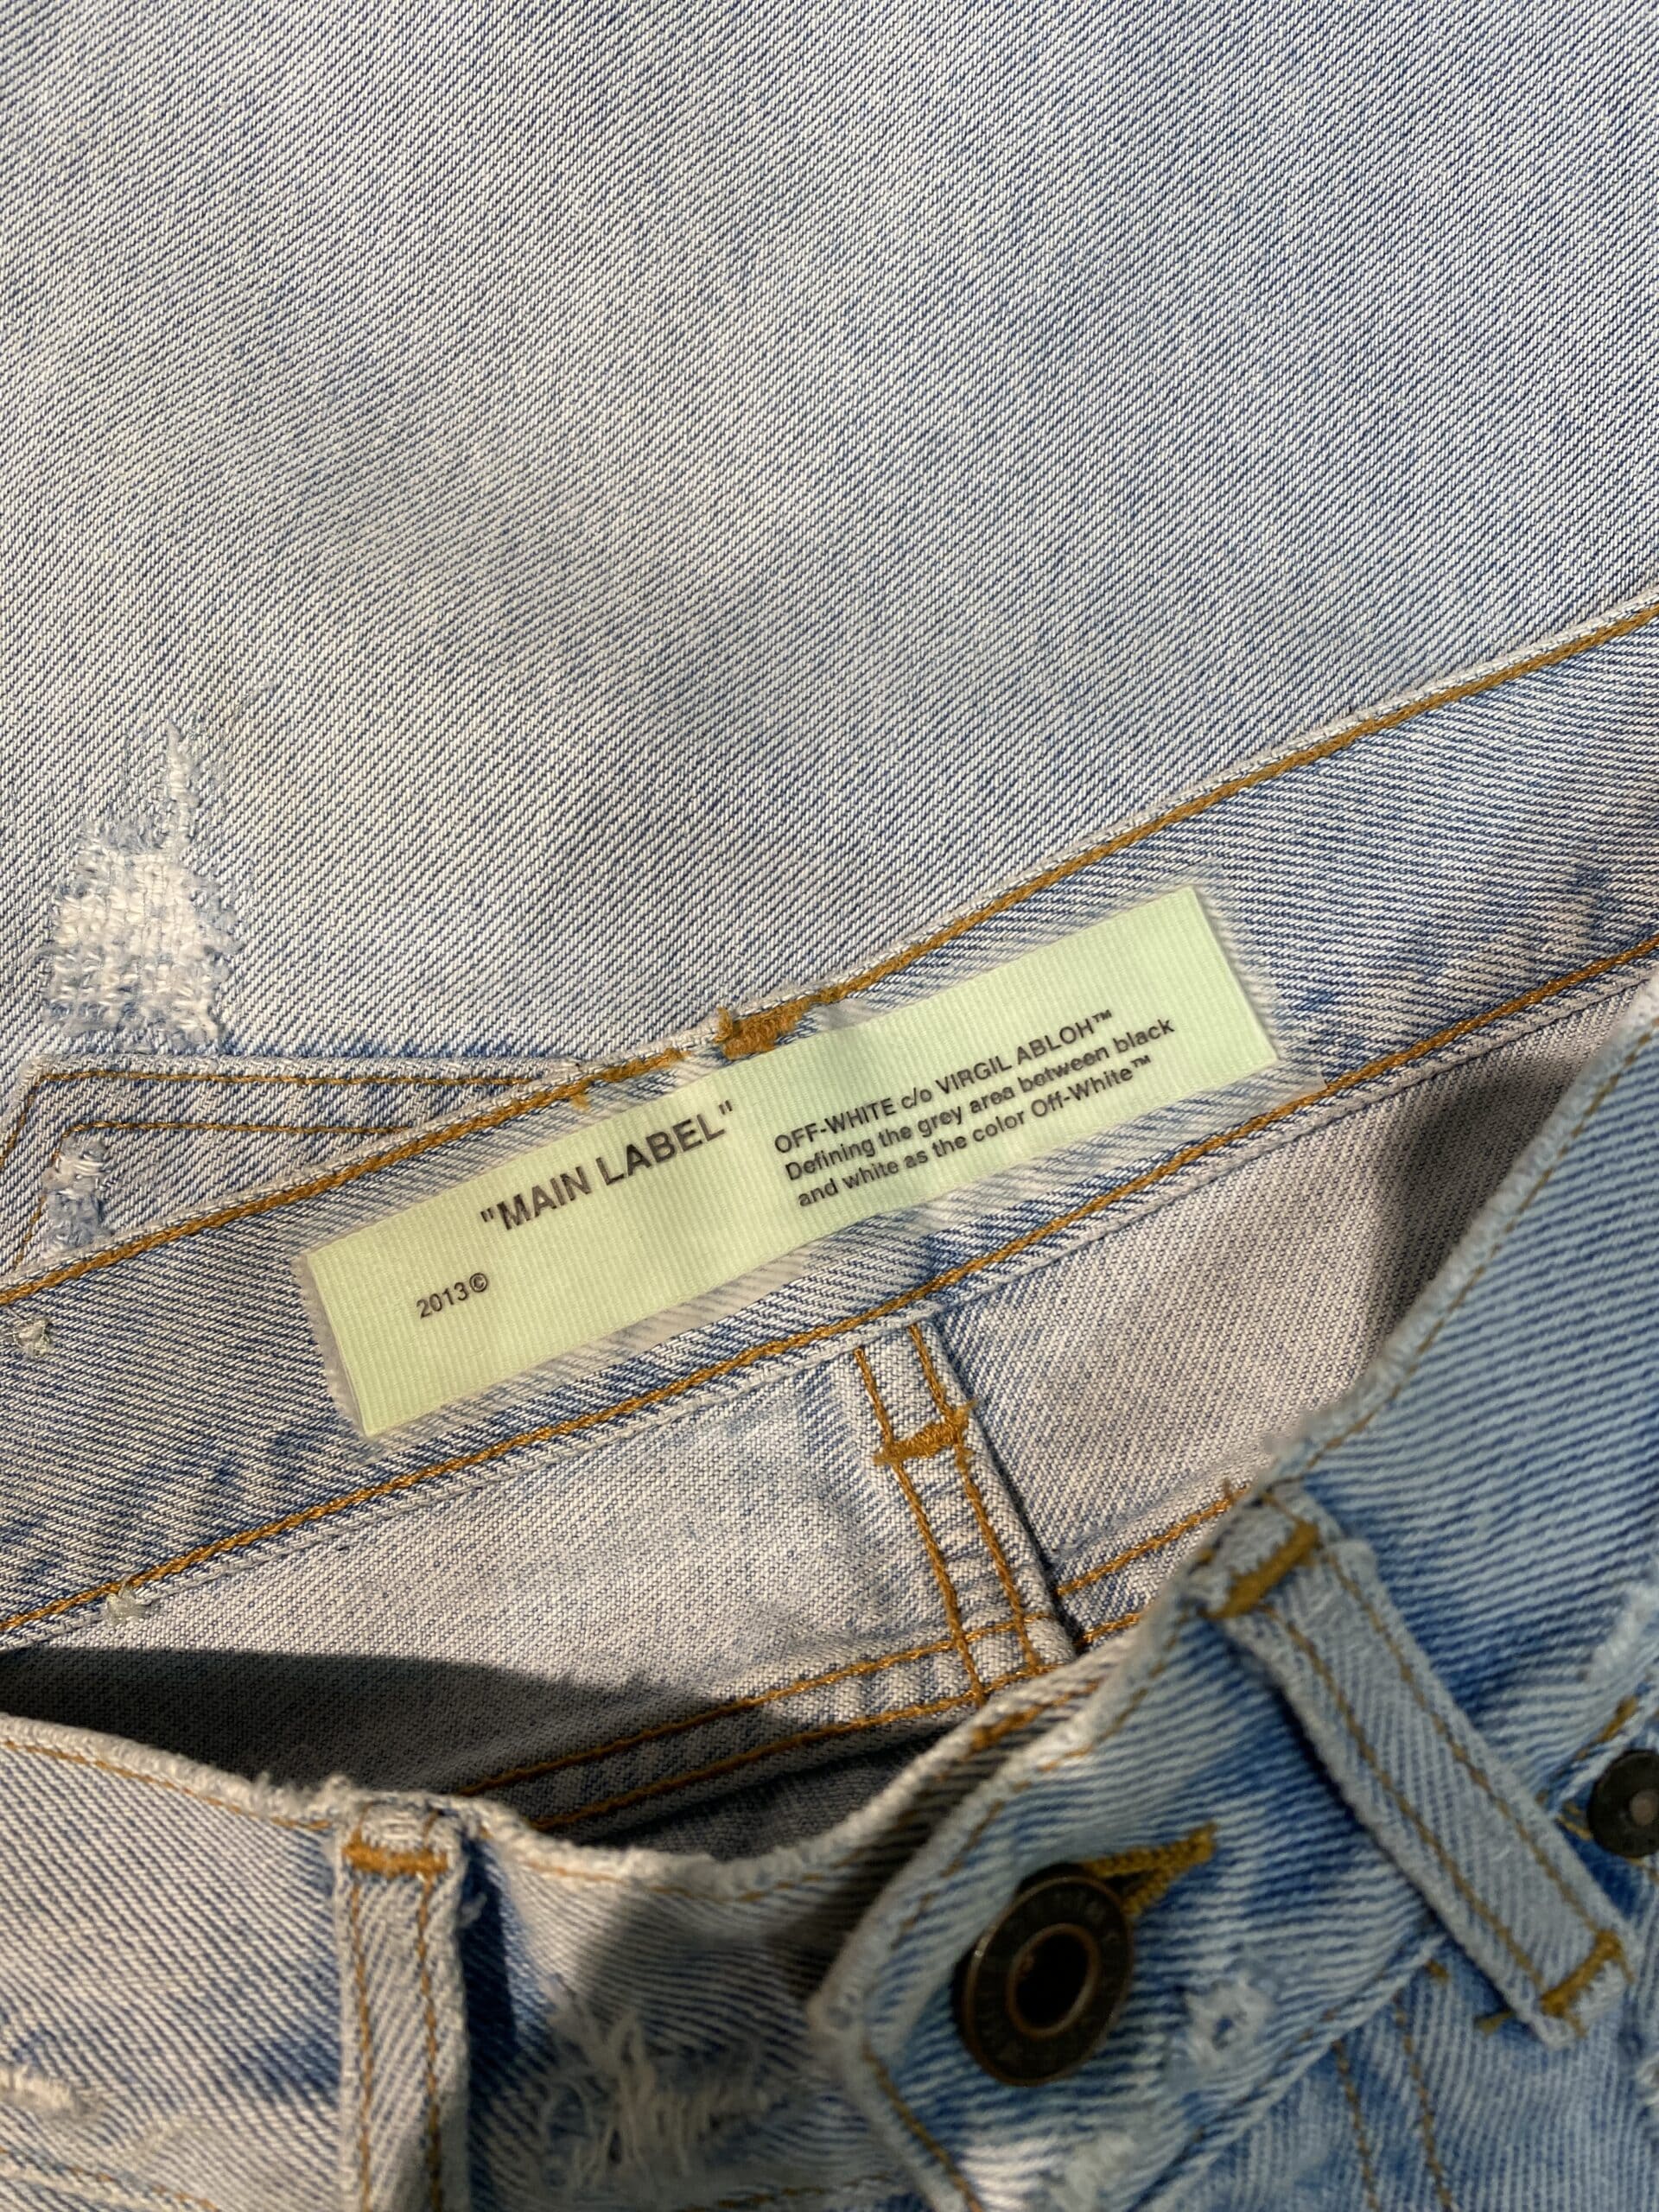 "MAIN LABEL"
2013©
OFF-WHITE c/o VIRGIL ABLOH™
Defining the grey area between black
and white as the color Off-White™